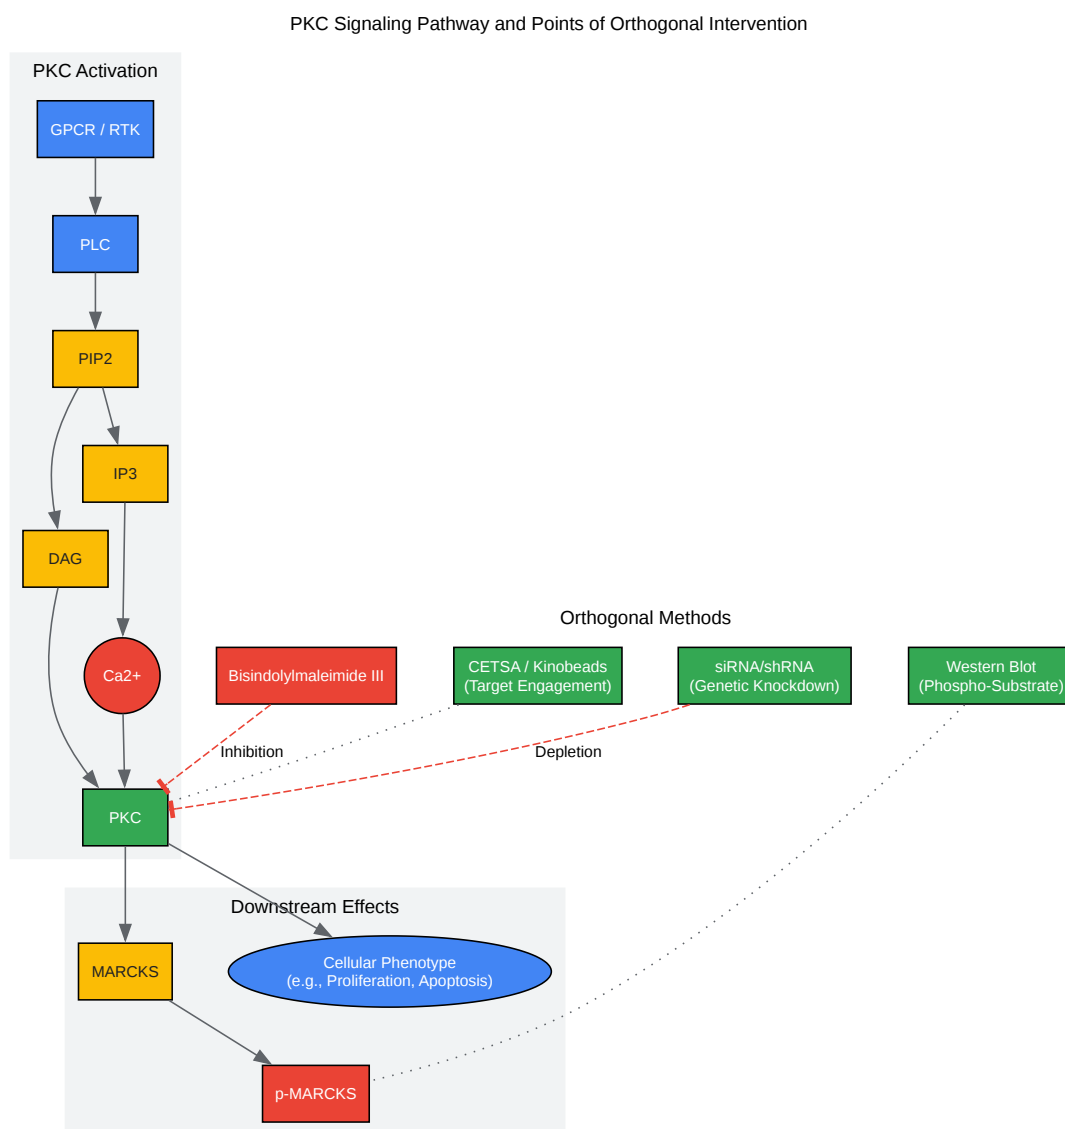 PKC Signaling Pathway and Points of Orthogonal Intervention
PKC Activation
GPCR / RTK
PLC
PIP2
IP3
DAG
Ca2+
PKC
Orthogonal Methods
Bisindolylmaleimide III
CETSA / Kinobeads
(Target Engagement)
siRNA/shRNA
(Genetic Knockdown)
Western Blot
(Phospho-Substrate)
Inhibition
Depletion
Downstream Effects
MARCKS
Cellular Phenotype
(e.g., Proliferation, Apoptosis)
p-MARCKS